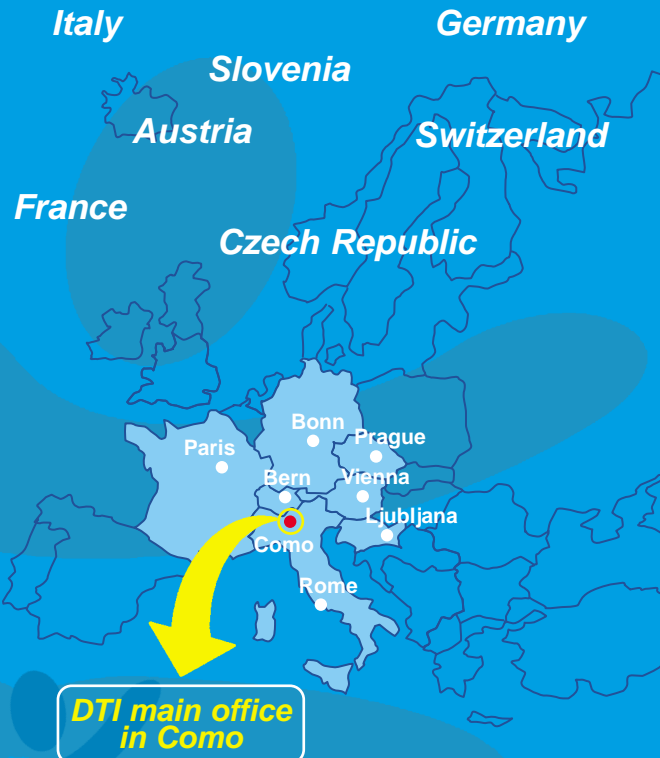 Italy
Germany
Slovenia
Austria
Switzerland
France
Czech Republic
Bonn
Prague
Paris
Bern
Vienna
Ljubljana
Como
Rome
DTI main office
in Como